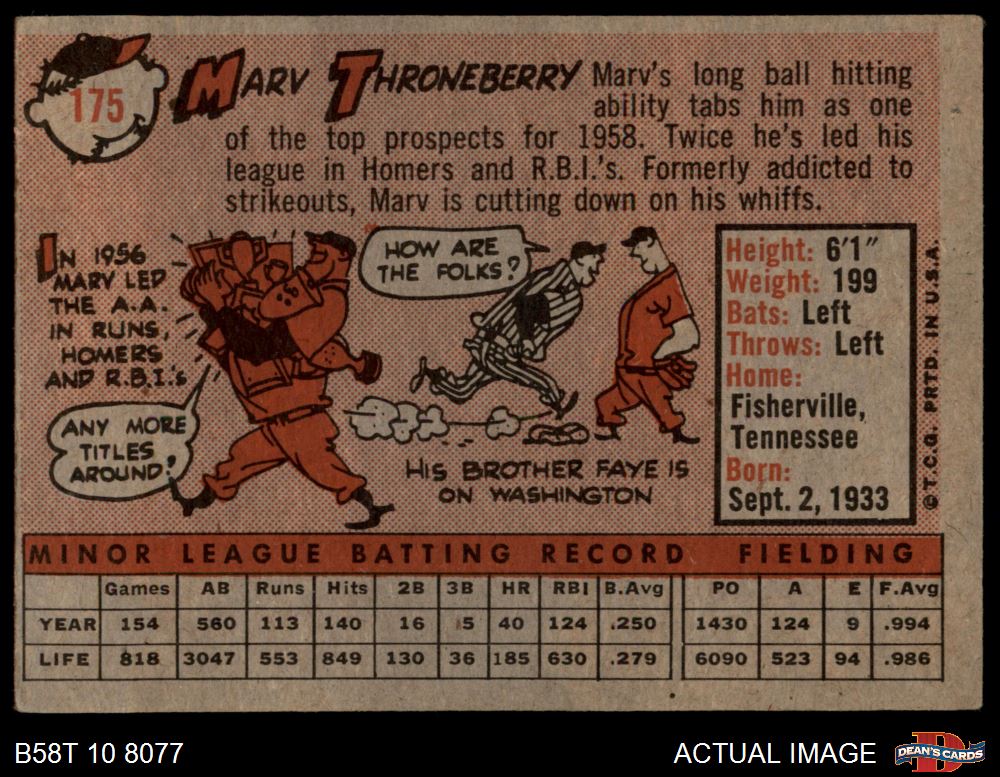 175
MARV THRONEBERRY Marv's long ball hitting
ability tabs him as one
of the top prospects for 1958. Twice he's led his
league in Homers and R.B.I.'s. Formerly addicted to
strikeouts, Marv is cutting down on his whiffs.
IN 1956
MARV LED
THE A.A.
IN RUNS,
HOMERS
AND R.B.I.'s
ANY MORE
TITLES
AROUND?
HOW ARE
THE FOLKS?
HIS BROTHER FAYE IS
ON WASHINGTON
Height: 6'1"
Weight: 199
Bats: Left
Throws: Left
Home:
Fisherville,
Tennessee
Born:
Sept. 2, 1933
© T.C.G. PRTD. IN U.S.A.
MINOR LEAGUE BATTING RECORD FIELDING
Games AB Runs Hits 2B 3B HR RBI B.Avg PO A E F.Avg
YEAR 154 560 113 140 16 5 40 124 .250 1430 124 9 .994
LIFE 818 3047 553 849 130 36 185 630 .279 6090 523 94 .986
B58T 10 8077
ACTUAL IMAGE
D
DEAN'S CARDS